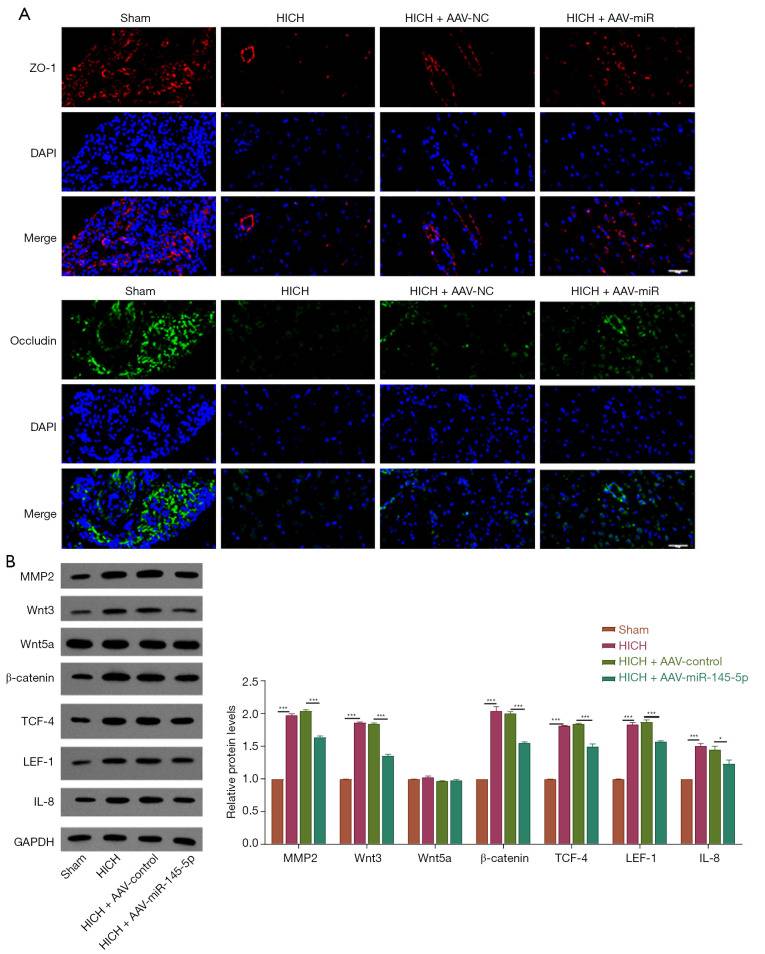 A
Sham HICH HICH + AAV-NC HICH + AAV-miR
ZO-1
DAPI
Merge
Sham HICH HICH + AAV-NC HICH + AAV-miR
Occludin
DAPI
Merge
B
MMP2
Wnt3
Wnt5a
β-catenin
TCF-4
LEF-1
IL-8
GAPDH
Sham
HICH
HICH + AAV-control
HICH + AAV-miR-145-5p
Sham
HICH
HICH + AAV-control
HICH + AAV-miR-145-5p
Relative protein levels
2.5
2.0
1.5
1.0
0.5
0.0
*** *** *** *** *** *** *** *** *** *** *** *
MMP2 Wnt3 Wnt5a β-catenin TCF-4 LEF-1 IL-8